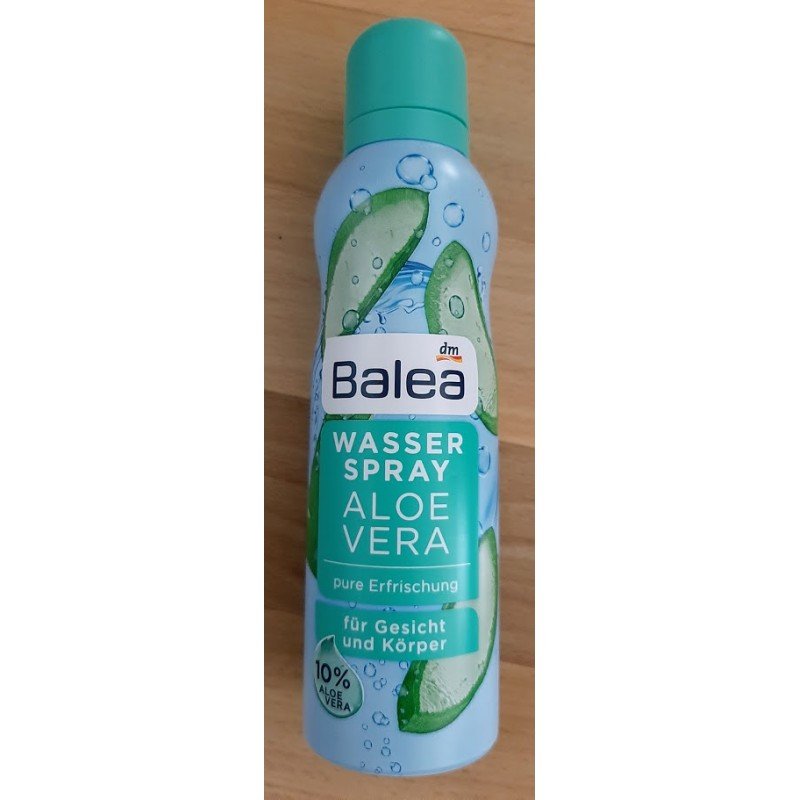 dm
Balea
WASSER
SPRAY
ALOE
VERA
pure Erfrischung
für Gesicht
und Körper
10%
ALOE
VERA